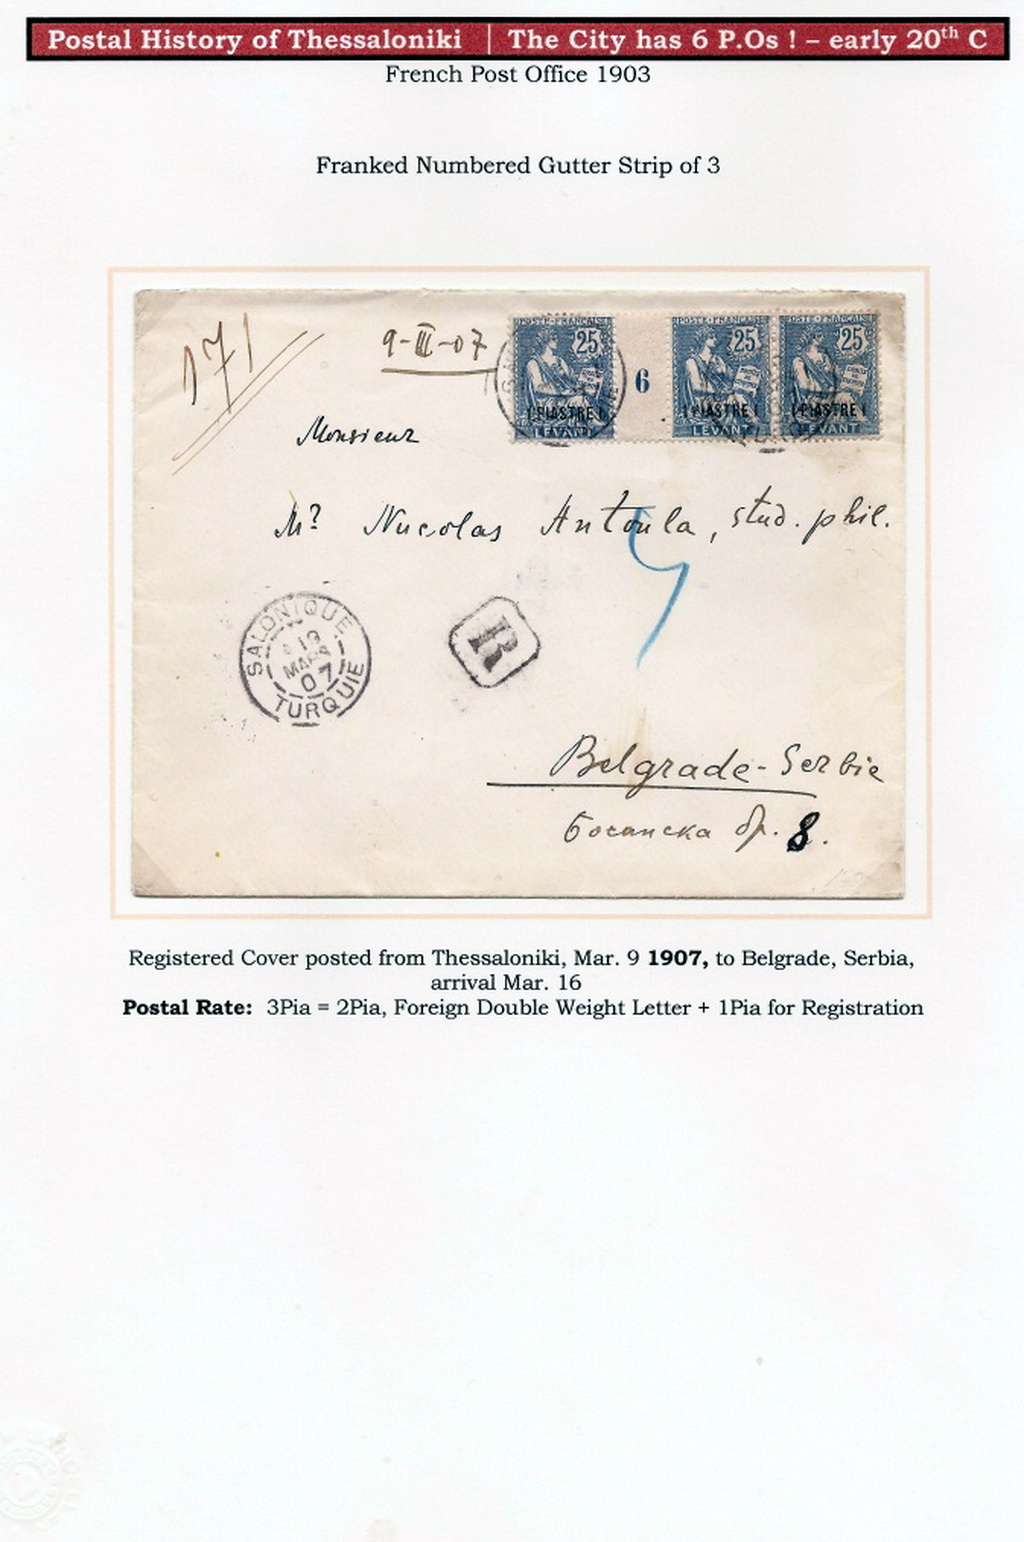 Postal History of Thessaloniki | The City has 6 P.Os ! – early 20th C
French Post Office 1903
Franked Numbered Gutter Strip of 3
171
9-III-07
POSTE·FRANÇAISE POSTE·FRANÇAISE POSTE·FRANÇAISE
25 6 25 25
1 PIASTRE 1 1 PIASTRE 1 1 PIASTRE 1
LEVANT LEVANT LEVANT
Monsieur
Mr Nucolas Antoula, stud. phil.
SALONIQUE
MARS
07
TURQUIE
R
Belgrade-Serbie
босанска бр. 8.
Registered Cover posted from Thessaloniki, Mar. 9 1907, to Belgrade, Serbia,
arrival Mar. 16
Postal Rate: 3Pia = 2Pia, Foreign Double Weight Letter + 1Pia for Registration